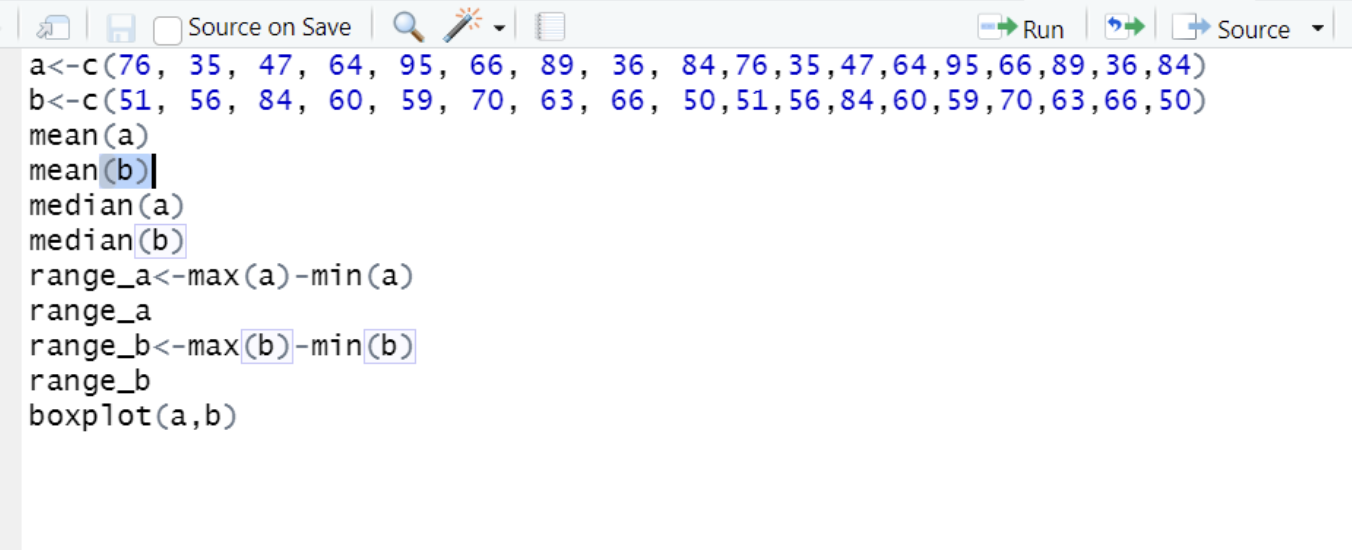 Source on Save Run Source
a<-c(76, 35, 47, 64, 95, 66, 89, 36, 84,76,35,47,64,95,66,89,36,84)
b<-c(51, 56, 84, 60, 59, 70, 63, 66, 50,51,56,84,60,59,70,63,66,50)
mean(a)
mean(b)
median(a)
median(b)
range_a<-max(a)-min(a)
range_a
range_b<-max(b)-min(b)
range_b
boxplot(a,b)